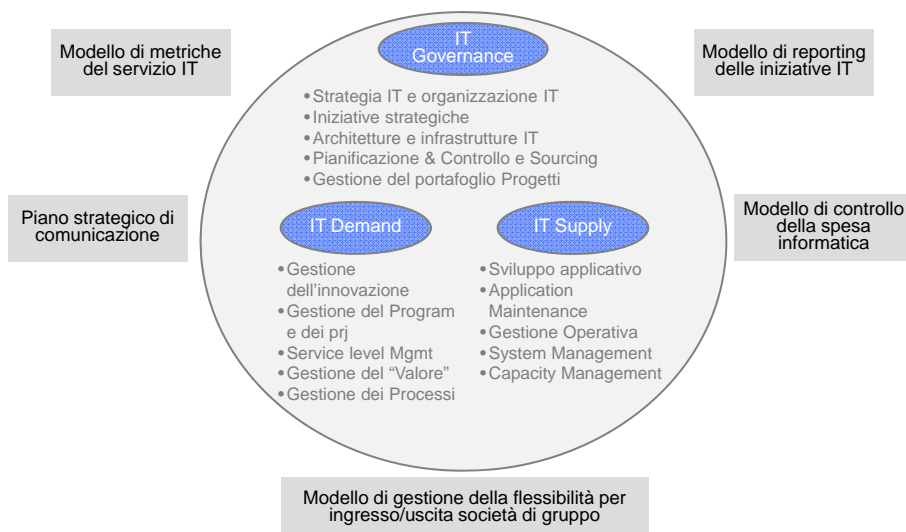 IT
Governance
Modello di metriche
del servizio IT
Modello di reporting
delle iniziative IT
•Strategia IT e organizzazione IT
•Iniziative strategiche
•Architetture e infrastrutture IT
•Pianificazione & Controllo e Sourcing
•Gestione del portafoglio Progetti
Piano strategico di
comunicazione
IT Demand
IT Supply
Modello di controllo
della spesa
informatica
•Gestione
dell’innovazione
•Gestione del Program
e dei prj
•Service level Mgmt
•Gestione del “Valore”
•Gestione dei Processi
•Sviluppo applicativo
•Application
Maintenance
•Gestione Operativa
•System Management
•Capacity Management
Modello di gestione della flessibilità per
ingresso/uscita società di gruppo